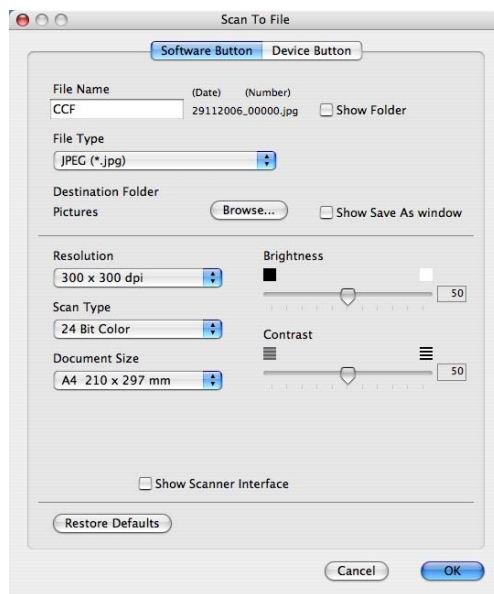 Scan To File
Software Button Device Button
File Name (Date) (Number)
CCF 29112006_00000.jpg Show Folder
File Type
JPEG (*.jpg)
Destination Folder
Pictures Browse... Show Save As window
Resolution Brightness
300 x 300 dpi
50
Scan Type
24 Bit Color
Contrast
Document Size
A4 210 x 297 mm 50
Show Scanner Interface
Restore Defaults
Cancel OK